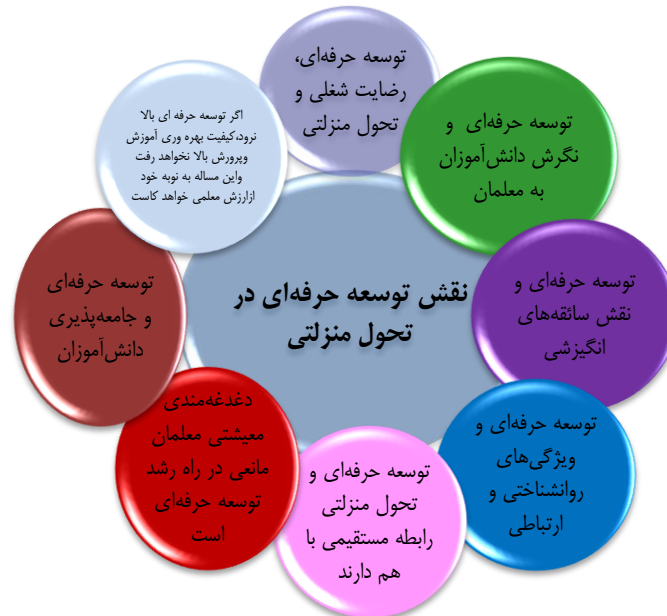 نقش توسعه حرفه‌ای در
تحول منزلتی
توسعه حرفه‌ای،
رضایت شغلی و
تحول منزلتی
توسعه حرفه‌ای و
نگرش دانش‌آموزان
به معلمان
توسعه حرفه‌ای و
نقش سائقه‌های
انگیزشی
توسعه حرفه‌ای و
ویژگی‌های
روانشناختی و
ارتباطی
توسعه حرفه‌ای و
تحول منزلتی
رابطه مستقیمی با
هم دارند
دغدغه‌مندی
معیشتی معلمان
مانعی در راه رشد
توسعه حرفه‌ای
است
توسعه حرفه‌ای
و جامعه‌پذیری
دانش‌آموزان
اگر توسعه حرفه ای بالا
نرود،کیفیت بهره وری آموزش
وپرورش بالا نخواهد رفت
واین مساله به نوبه خود
ازارزش معلمی خواهد کاست